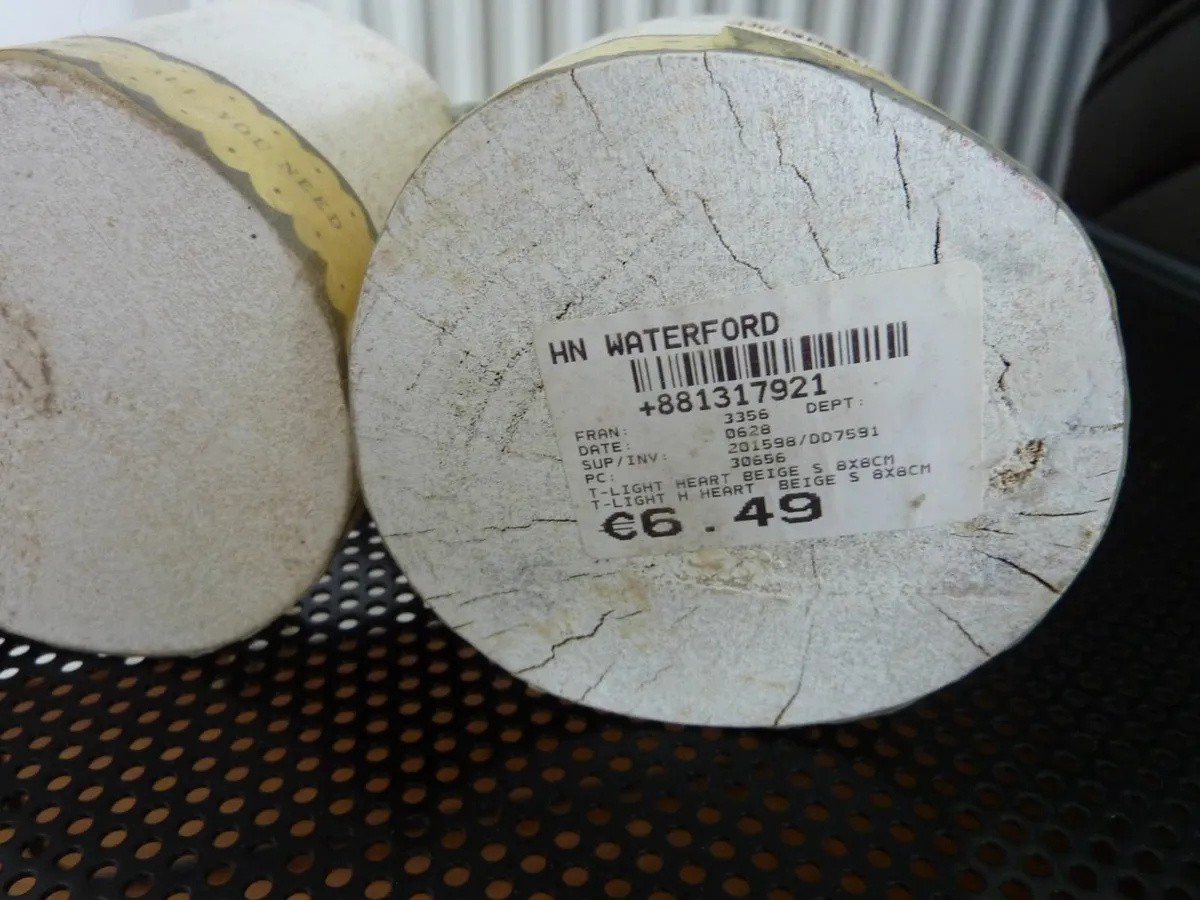 YOU NEED
HN WATERFORD
+881317921
3356 DEPT:
FRAN: 0628
DATE: 201598/DD7591
SUP/INV: 30656
PC:
T-LIGHT HEART BEIGE S 8X8CM
T-LIGHT H HEART BEIGE S 8X8CM
€6.49